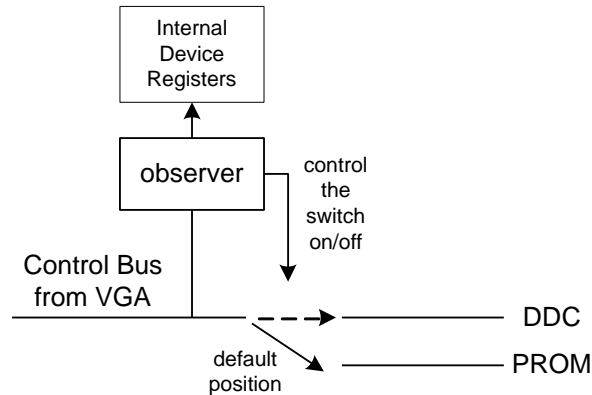 Internal
Device
Registers
observer
control
the
switch
on/off
Control Bus
from VGA
DDC
PROM
default
position